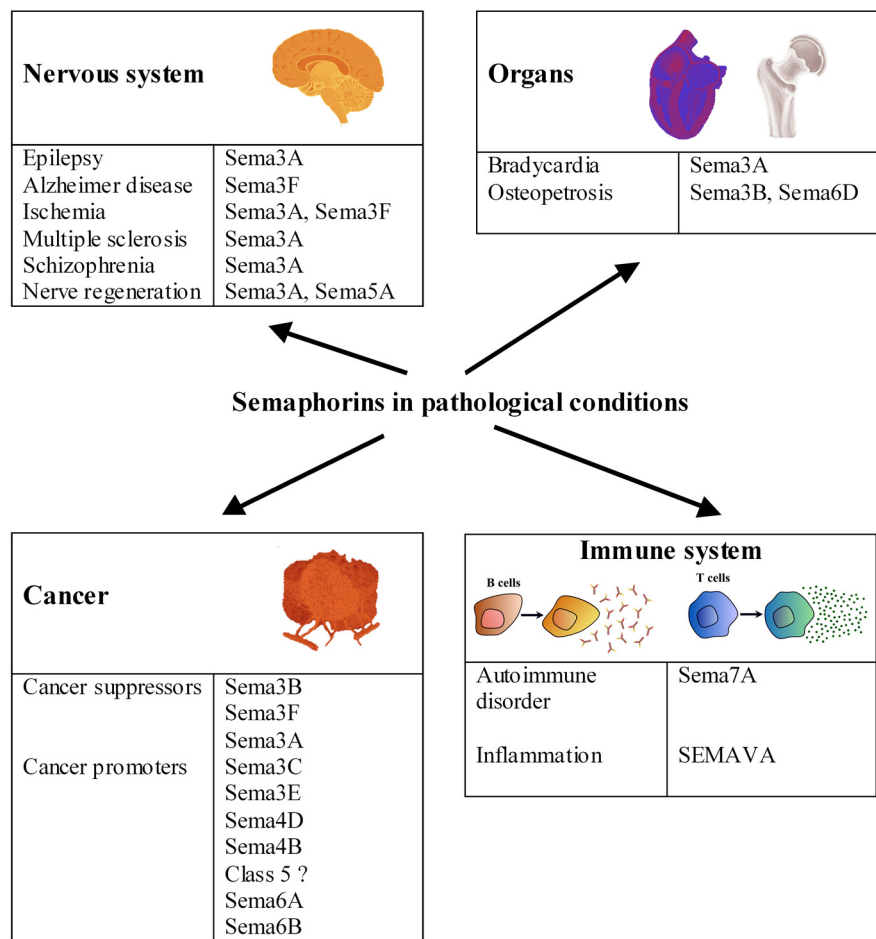 Nervous system
Epilepsy Sema3A
Alzheimer disease Sema3F
Ischemia Sema3A, Sema3F
Multiple sclerosis Sema3A
Schizophrenia Sema3A
Nerve regeneration Sema3A, Sema5A
Organs
Bradycardia Sema3A
Osteopetrosis Sema3B, Sema6D
Semaphorins in pathological conditions
Cancer
Cancer suppressors Sema3B
Sema3F
Sema3A
Cancer promoters Sema3C
Sema3E
Sema4D
Sema4B
Class 5 ?
Sema6A
Sema6B
Immune system
B cells T cells
Autoimmune Sema7A
disorder
Inflammation SEMAVA